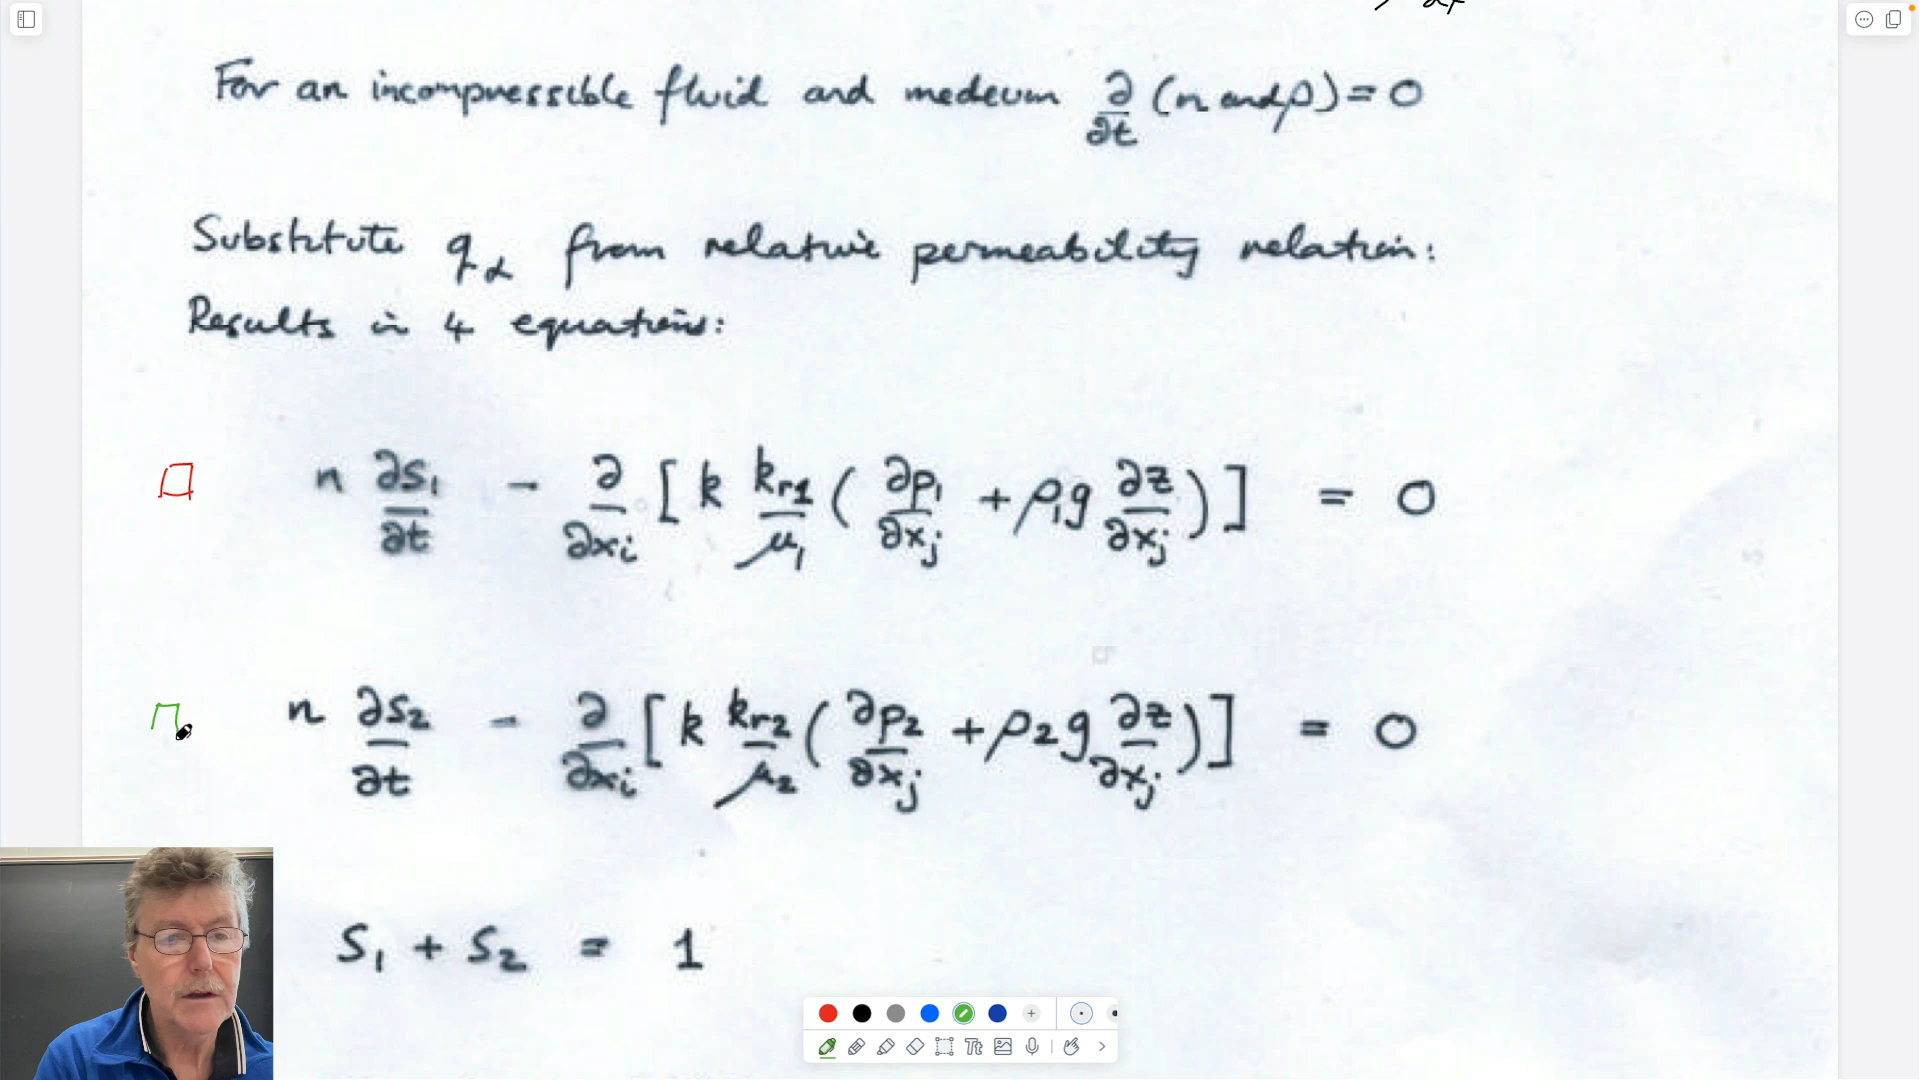 For an incompressible fluid and medium ∂/∂t (n and ρ) = 0
Substitute q_α from relative permeability relation:
Results in 4 equations:
n ∂S₁/∂t - ∂/∂xᵢ [k k_r1/μ₁ (∂p₁/∂xⱼ + ρ₁g ∂z/∂xⱼ)] = 0
n ∂S₂/∂t - ∂/∂xᵢ [k k_r2/μ₂ (∂p₂/∂xⱼ + ρ₂g ∂z/∂xⱼ)] = 0
S₁ + S₂ = 1
Tt